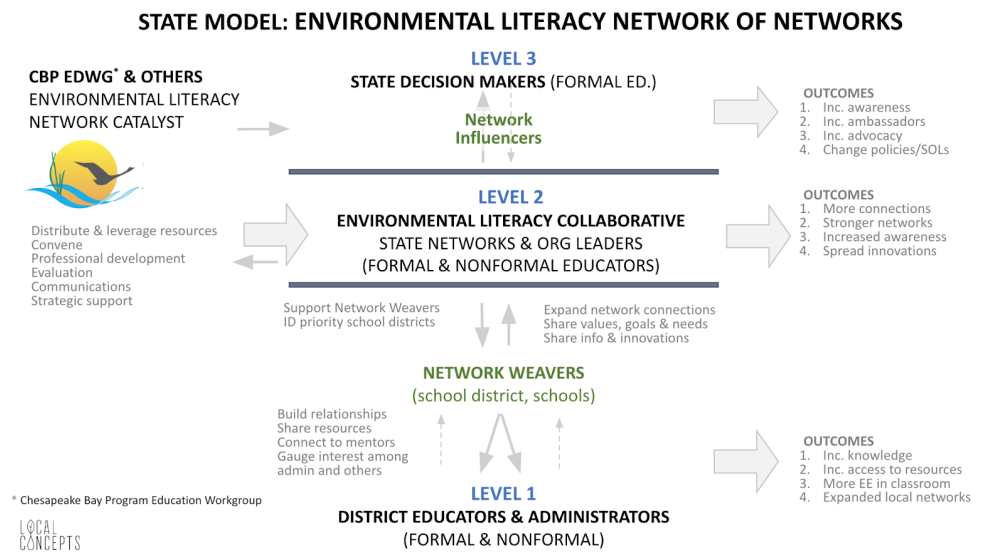 STATE MODEL: ENVIRONMENTAL LITERACY NETWORK OF NETWORKS
CBP EDWG* & OTHERS
ENVIRONMENTAL LITERACY
NETWORK CATALYST
Distribute & leverage resources
Convene
Professional development
Evaluation
Communications
Strategic support
LEVEL 3
STATE DECISION MAKERS (FORMAL ED.)
Network
Influencers
OUTCOMES
1. Inc. awareness
2. Inc. ambassadors
3. Inc. advocacy
4. Change policies/SOLs
LEVEL 2
ENVIRONMENTAL LITERACY COLLABORATIVE
STATE NETWORKS & ORG LEADERS
(FORMAL & NONFORMAL EDUCATORS)
OUTCOMES
1. More connections
2. Stronger networks
3. Increased awareness
4. Spread innovations
Support Network Weavers
ID priority school districts
Expand network connections
Share values, goals & needs
Share info & innovations
NETWORK WEAVERS
(school district, schools)
Build relationships
Share resources
Connect to mentors
Gauge interest among
admin and others
LEVEL 1
DISTRICT EDUCATORS & ADMINISTRATORS
(FORMAL & NONFORMAL)
OUTCOMES
1. Inc. knowledge
2. Inc. access to resources
3. More EE in classroom
4. Expanded local networks
* Chesapeake Bay Program Education Workgroup
LOCAL
CONCEPTS